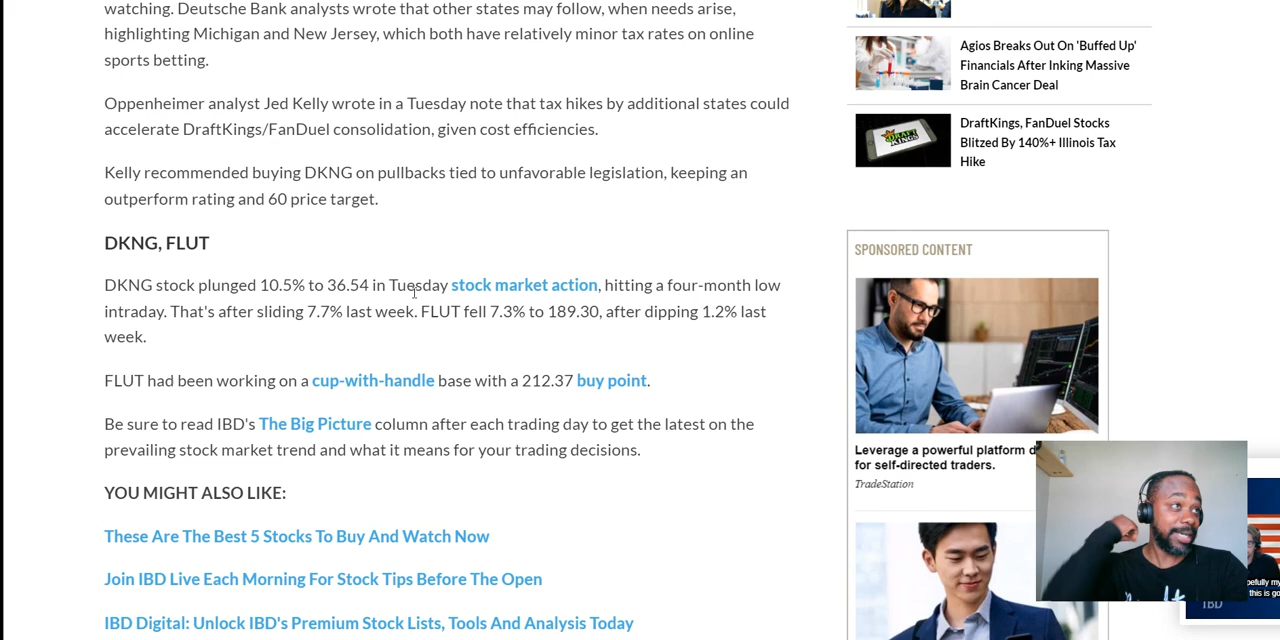 watching. Deutsche Bank analysts wrote that other states may follow, when needs arise,
highlighting Michigan and New Jersey, which both have relatively minor tax rates on online
sports betting.
Oppenheimer analyst Jed Kelly wrote in a Tuesday note that tax hikes by additional states could
accelerate DraftKings/FanDuel consolidation, given cost efficiencies.
Kelly recommended buying DKNG on pullbacks tied to unfavorable legislation, keeping an
outperform rating and 60 price target.
DKNG, FLUT
DKNG stock plunged 10.5% to 36.54 in Tuesday stock market action, hitting a four-month low
intraday. That's after sliding 7.7% last week. FLUT fell 7.3% to 189.30, after dipping 1.2% last
week.
FLUT had been working on a cup-with-handle base with a 212.37 buy point.
Be sure to read IBD's The Big Picture column after each trading day to get the latest on the
prevailing stock market trend and what it means for your trading decisions.
YOU MIGHT ALSO LIKE:
These Are The Best 5 Stocks To Buy And Watch Now
Join IBD Live Each Morning For Stock Tips Before The Open
IBD Digital: Unlock IBD's Premium Stock Lists, Tools And Analysis Today
Agios Breaks Out On 'Buffed Up'
Financials After Inking Massive
Brain Cancer Deal
DRAFT
KINGS
DraftKings, FanDuel Stocks
Blitzed By 140%+ Illinois Tax
Hike
SPONSORED CONTENT
Leverage a powerful platform d
for self-directed traders.
TradeStation
this is go
IBD